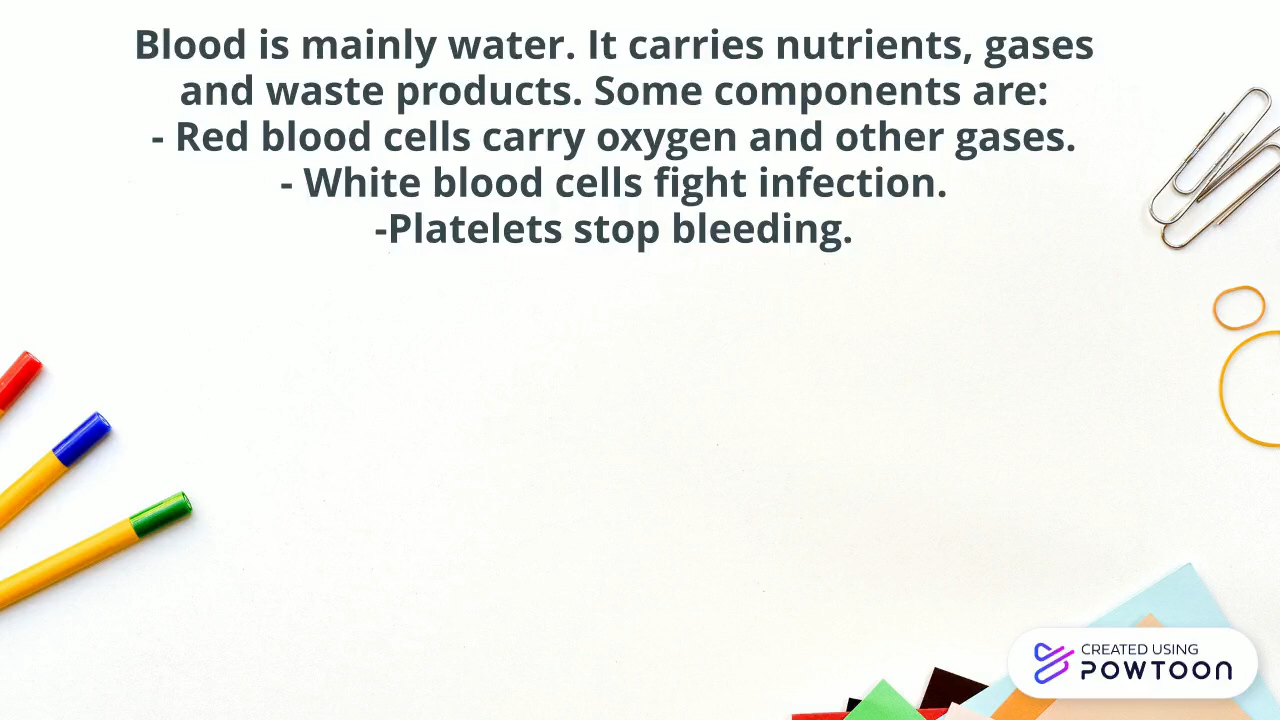 Blood is mainly water. It carries nutrients, gases
and waste products. Some components are:
- Red blood cells carry oxygen and other gases.
- White blood cells fight infection.
-Platelets stop bleeding.
CREATED USING
POWTOON